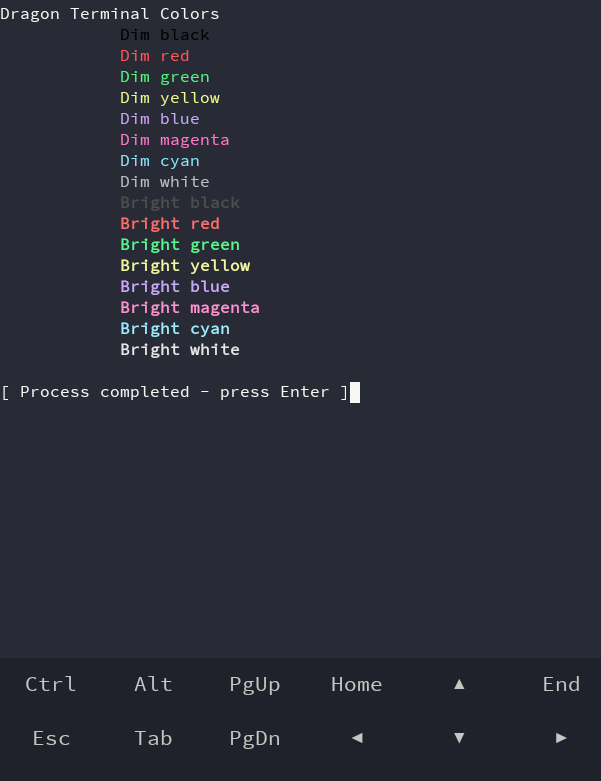 Dragon Terminal Colors
Dim black
Dim red
Dim green
Dim yellow
Dim blue
Dim magenta
Dim cyan
Dim white
Bright black
Bright red
Bright green
Bright yellow
Bright blue
Bright magenta
Bright cyan
Bright white
[ Process completed - press Enter ]
Ctrl Alt PgUp Home ▲ End
Esc Tab PgDn ◄ ▼ ►